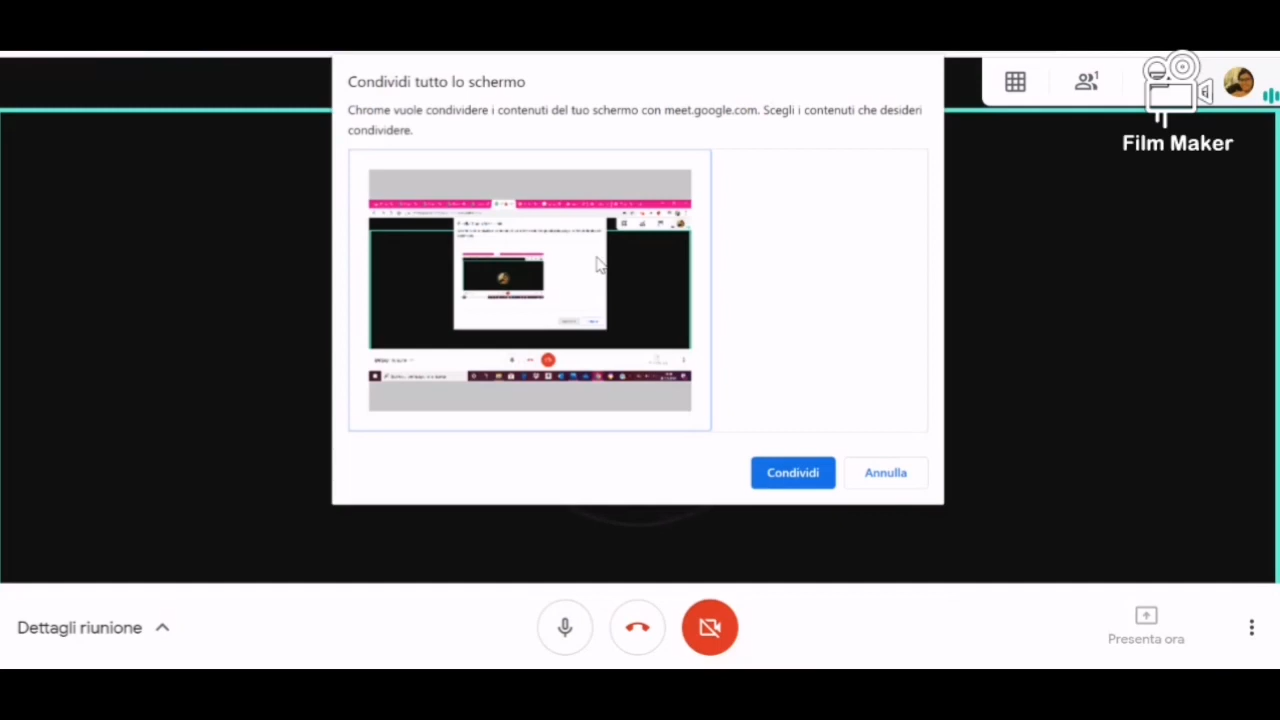 Condividi tutto lo schermo
Chrome vuole condividere i contenuti del tuo schermo con meet.google.com. Scegli i contenuti che desideri
condividere.
1
Film Maker
Condividi
Annulla
Dettagli riunione
Presenta ora